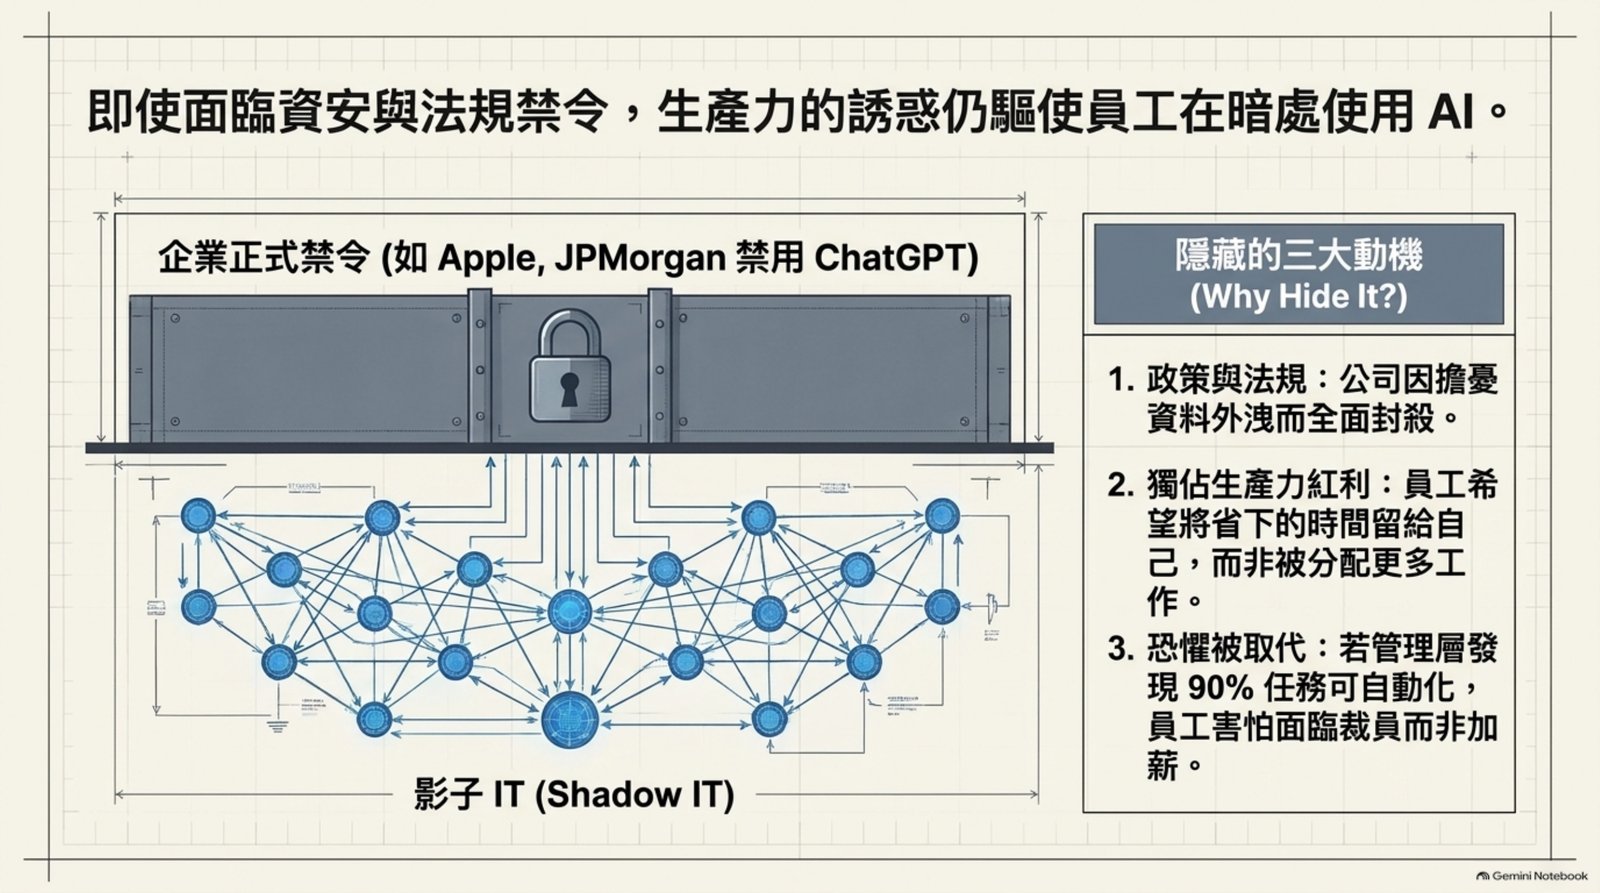 即使面臨資安與法規禁令，生產力的誘惑仍驅使員工在暗處使用 AI。
企業正式禁令 (如 Apple, JPMorgan 禁用 ChatGPT)
影子 IT (Shadow IT)
隱藏的三大動機
(Why Hide It?)
1. 政策與法規：公司因擔憂
資料外洩而全面封殺。
2. 獨佔生產力紅利：員工希
望將省下的時間留給自
己，而非被分配更多工
作。
3. 恐懼被取代：若管理層發
現 90% 任務可自動化，
員工害怕面臨裁員而非加
薪。
Gemini Notebook